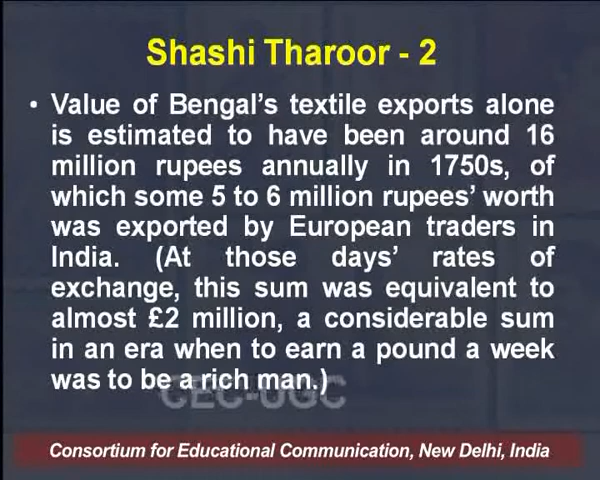 Shashi Tharoor - 2
• Value of Bengal's textile exports alone
is estimated to have been around 16
million rupees annually in 1750s, of
which some 5 to 6 million rupees' worth
was exported by European traders in
India. (At those days' rates of
exchange, this sum was equivalent to
almost £2 million, a considerable sum
in an era when to earn a pound a week
was to be a rich man.)
CEC-UGC
Consortium for Educational Communication, New Delhi, India